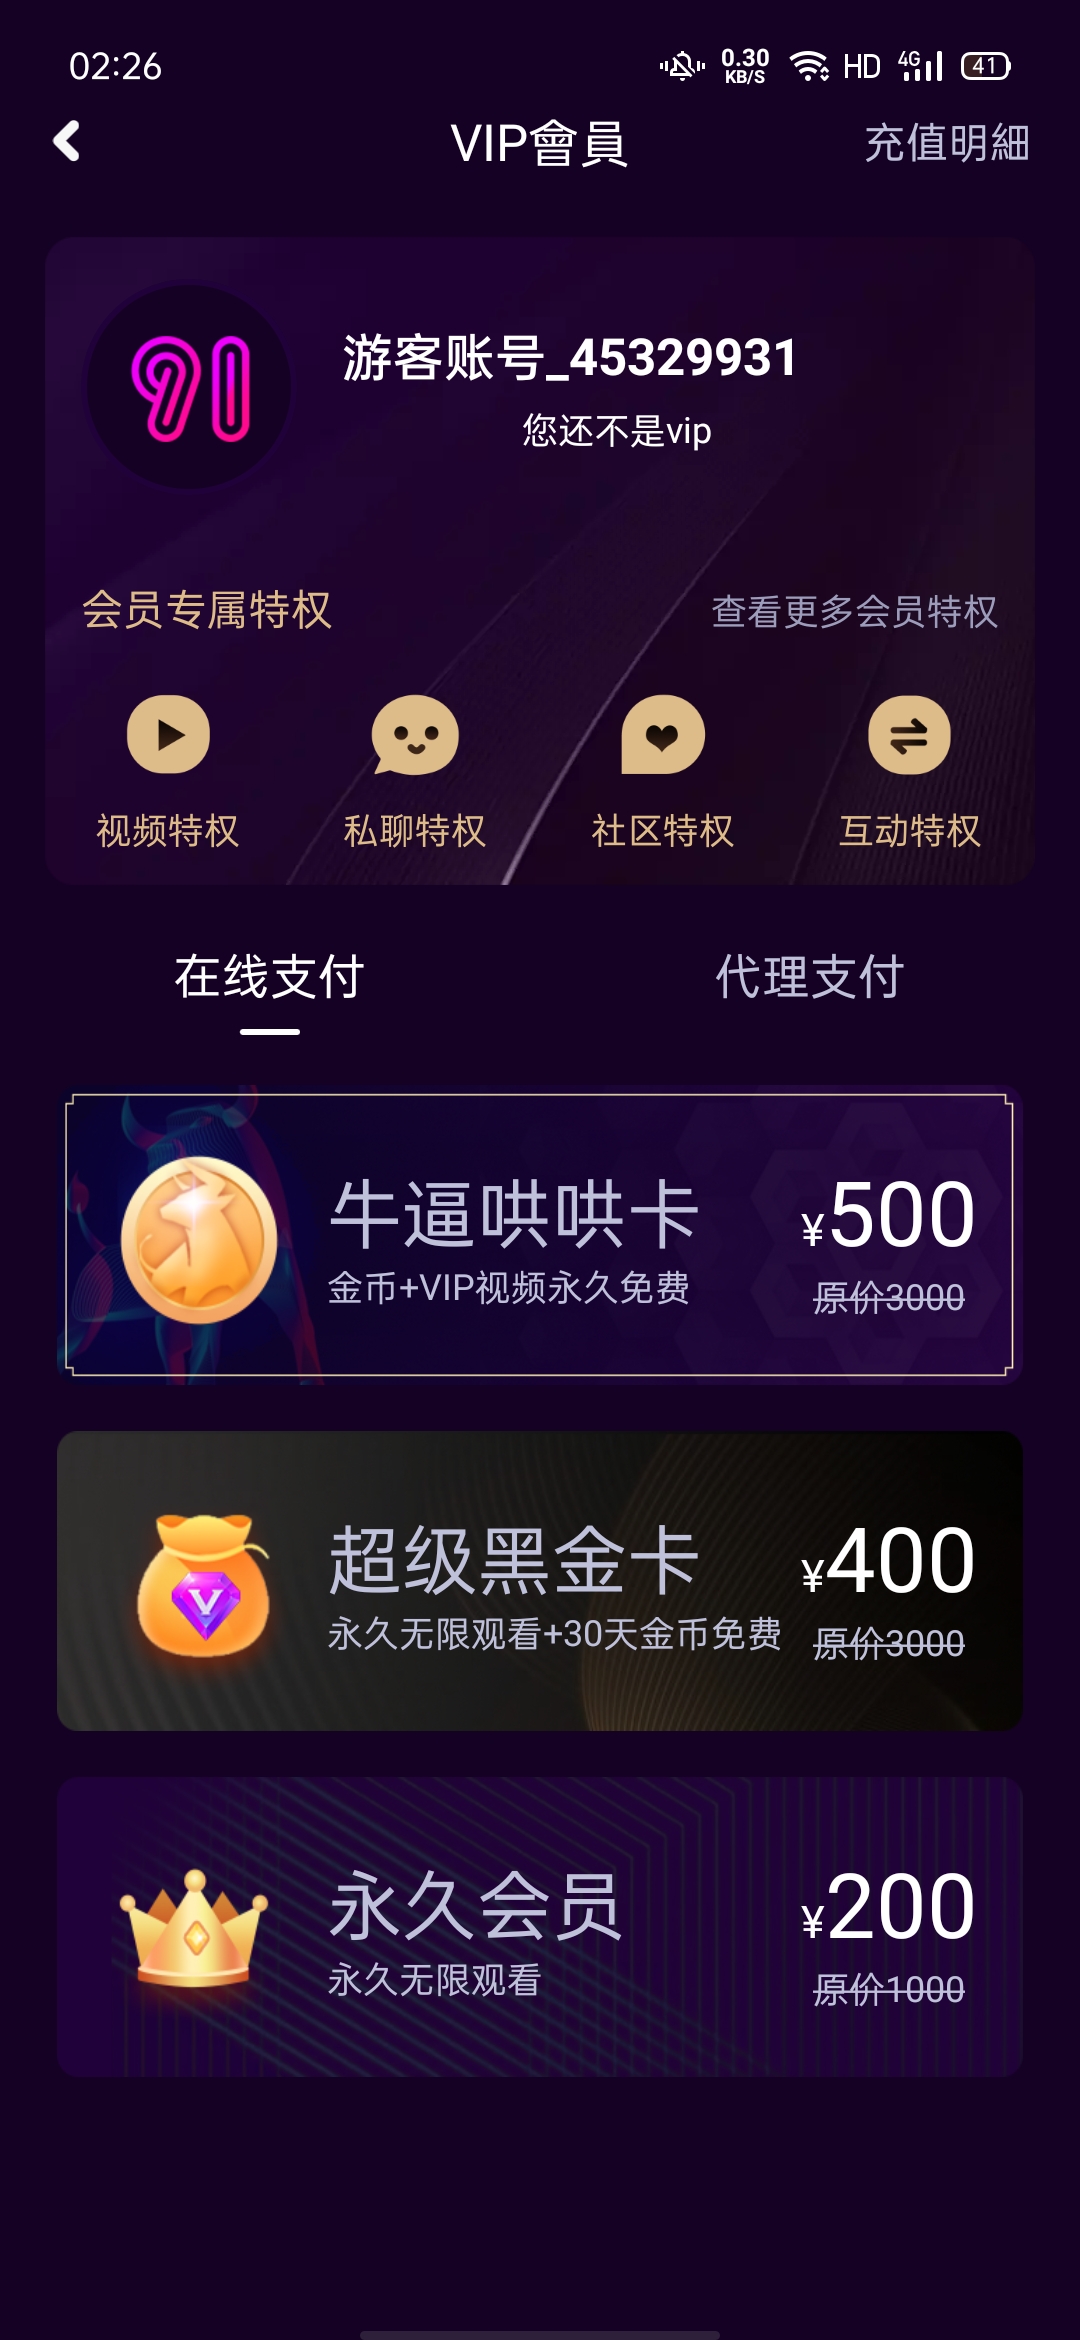 02:26
0.30
KB/S
HD
4G
41
VIP會員
充值明細
91
游客账号_45329931
您还不是vip
会员专属特权
查看更多会员特权
视频特权
私聊特权
社区特权
互动特权
在线支付
代理支付
牛逼哄哄卡
¥500
金币+VIP视频永久免费
原价3000
超级黑金卡
¥400
永久无限观看+30天金币免费
原价3000
V
永久会员
¥200
永久无限观看
原价1000